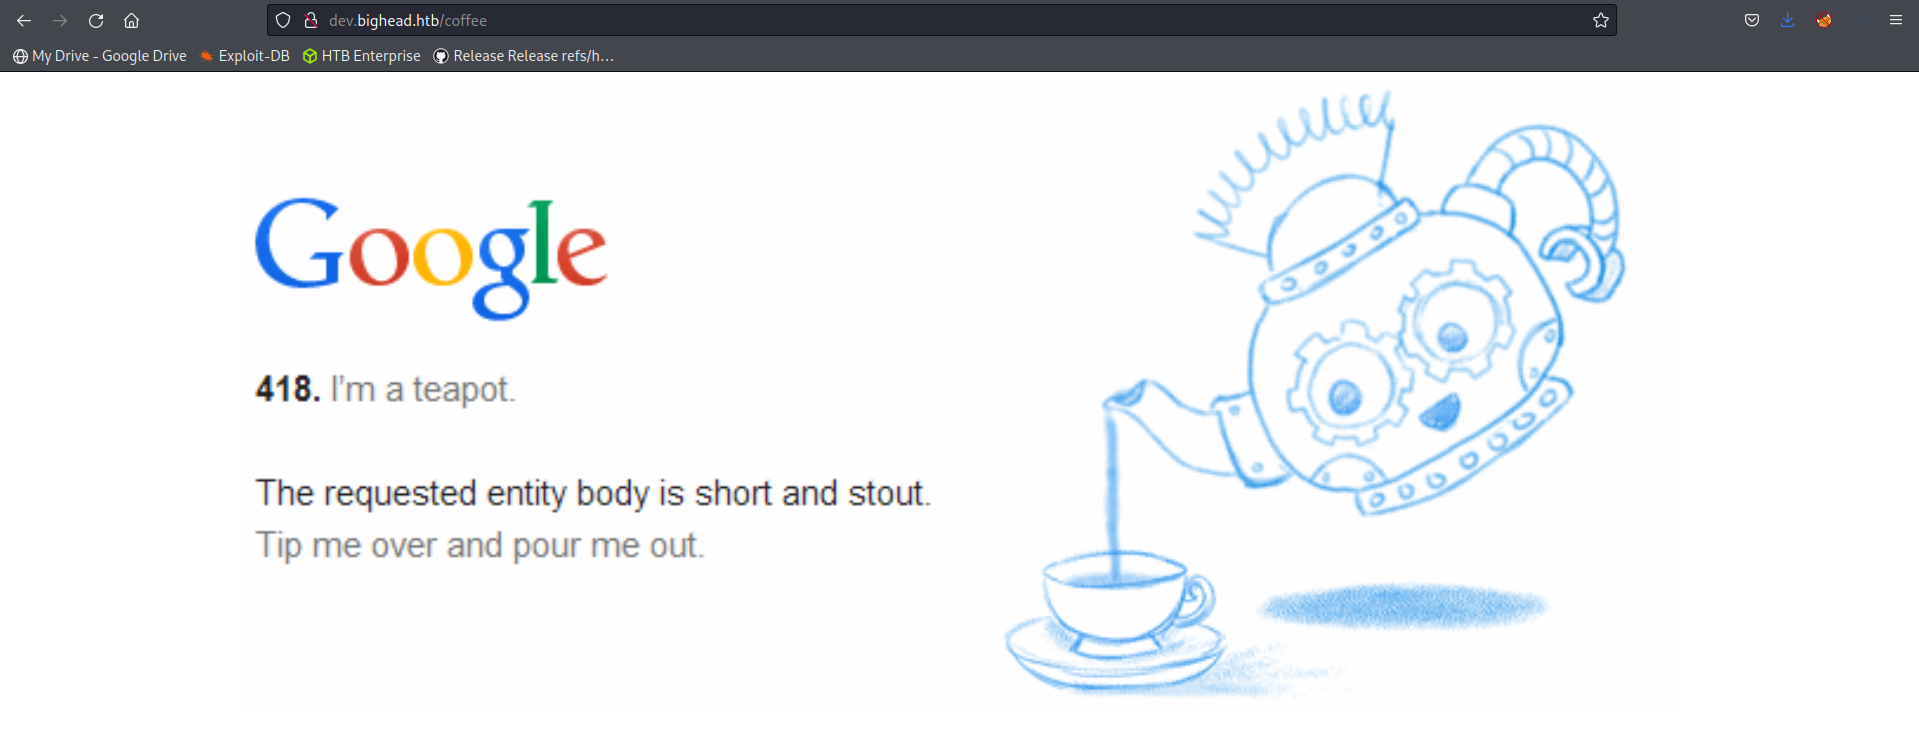 dev.bighead.htb/coffee
My Drive - Google Drive Exploit-DB HTB Enterprise Release Release refs/h...
Google
418. I'm a teapot.
The requested entity body is short and stout.
Tip me over and pour me out.